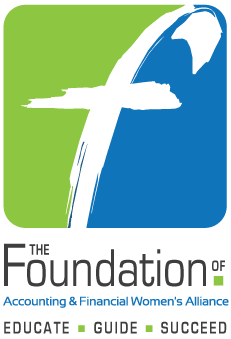 THE
Foundation OF
Accounting & Financial Women's Alliance
EDUCATE ▪ GUIDE ▪ SUCCEED